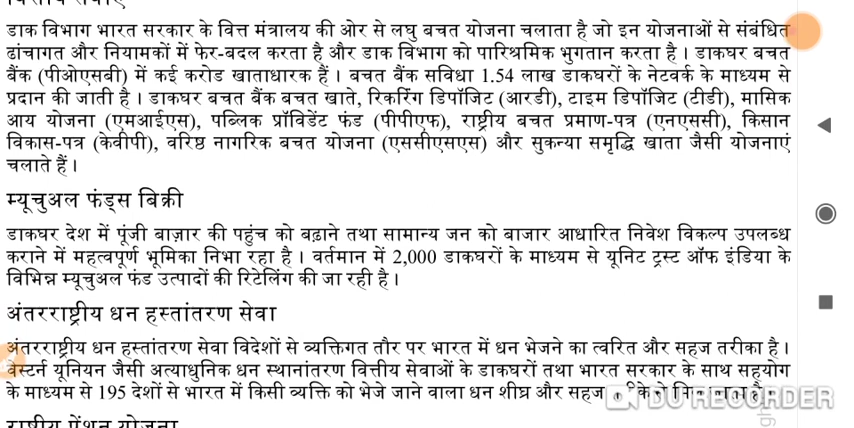 डाक विभाग भारत सरकार के वित्त मंत्रालय की ओर से लघु बचत योजना चलाता है जो इन योजनाओं से संबंधित
ढांचागत और नियामकों में फेर-बदल करता है और डाक विभाग को पारिश्रमिक भुगतान करता है । डाकघर बचत
बैंक (पीओएसबी) में कई करोड खाताधारक हैं । बचत बैंक सविधा 1.54 लाख डाकघरों के नेटवर्क के माध्यम से
प्रदान की जाती है । डाकघर बचत बैंक बचत खाते, रिकरिंग डिपॉजिट (आरडी), टाइम डिपॉजिट (टीडी), मासिक
आय योजना (एमआईएस), पब्लिक प्रॉविडेंट फंड (पीपीएफ), राष्ट्रीय बचत प्रमाण-पत्र (एनएससी), किसान
विकास-पत्र (केवीपी), वरिष्ठ नागरिक बचत योजना (एससीएसएस) और सुकन्या समृद्धि खाता जैसी योजनाएं
चलाते हैं ।
म्यूचुअल फंड्स बिक्री
डाकघर देश में पूंजी बाज़ार की पहुंच को बढ़ाने तथा सामान्य जन को बाजार आधारित निवेश विकल्प उपलब्ध
कराने में महत्वपूर्ण भूमिका निभा रहा है । वर्तमान में 2,000 डाकघरों के माध्यम से यूनिट ट्रस्ट ऑफ इंडिया के
विभिन्न म्यूचुअल फंड उत्पादों की रिटेलिंग की जा रही है ।
अंतरराष्ट्रीय धन हस्तांतरण सेवा
अंतरराष्ट्रीय धन हस्तांतरण सेवा विदेशों से व्यक्तिगत तौर पर भारत में धन भेजने का त्वरित और सहज तरीका है ।
वेस्टर्न यूनियन जैसी अत्याधुनिक धन स्थानांतरण वित्तीय सेवाओं के डाकघरों तथा भारत सरकार के साथ सहयोग
के माध्यम से 195 देशों से भारत में किसी व्यक्ति को भेजे जाने वाला धन शीघ्र और सहज
DU RECORDER
राष्ट्रीय पेंशन योजना